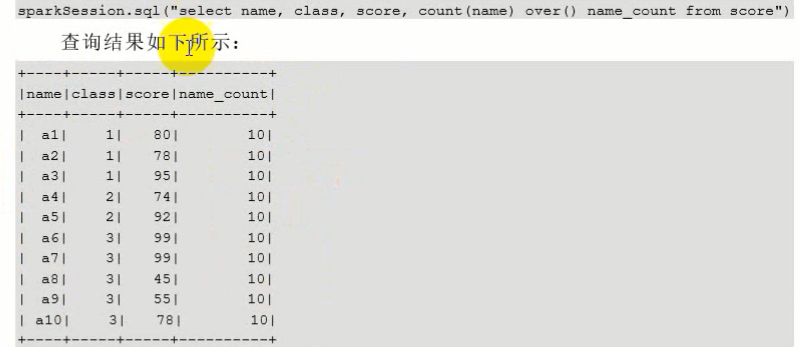 sparkSession.sql("select name, class, score, count(name) over() name_count from score")
查询结果如下所示：
+----+-----+-----+----------+
|name|class|score|name_count|
+----+-----+-----+----------+
|  a1|    1|   80|        10|
|  a2|    1|   78|        10|
|  a3|    1|   95|        10|
|  a4|    2|   74|        10|
|  a5|    2|   92|        10|
|  a6|    3|   99|        10|
|  a7|    3|   99|        10|
|  a8|    3|   45|        10|
|  a9|    3|   55|        10|
| a10|    3|   78|        10|
+----+-----+-----+----------+